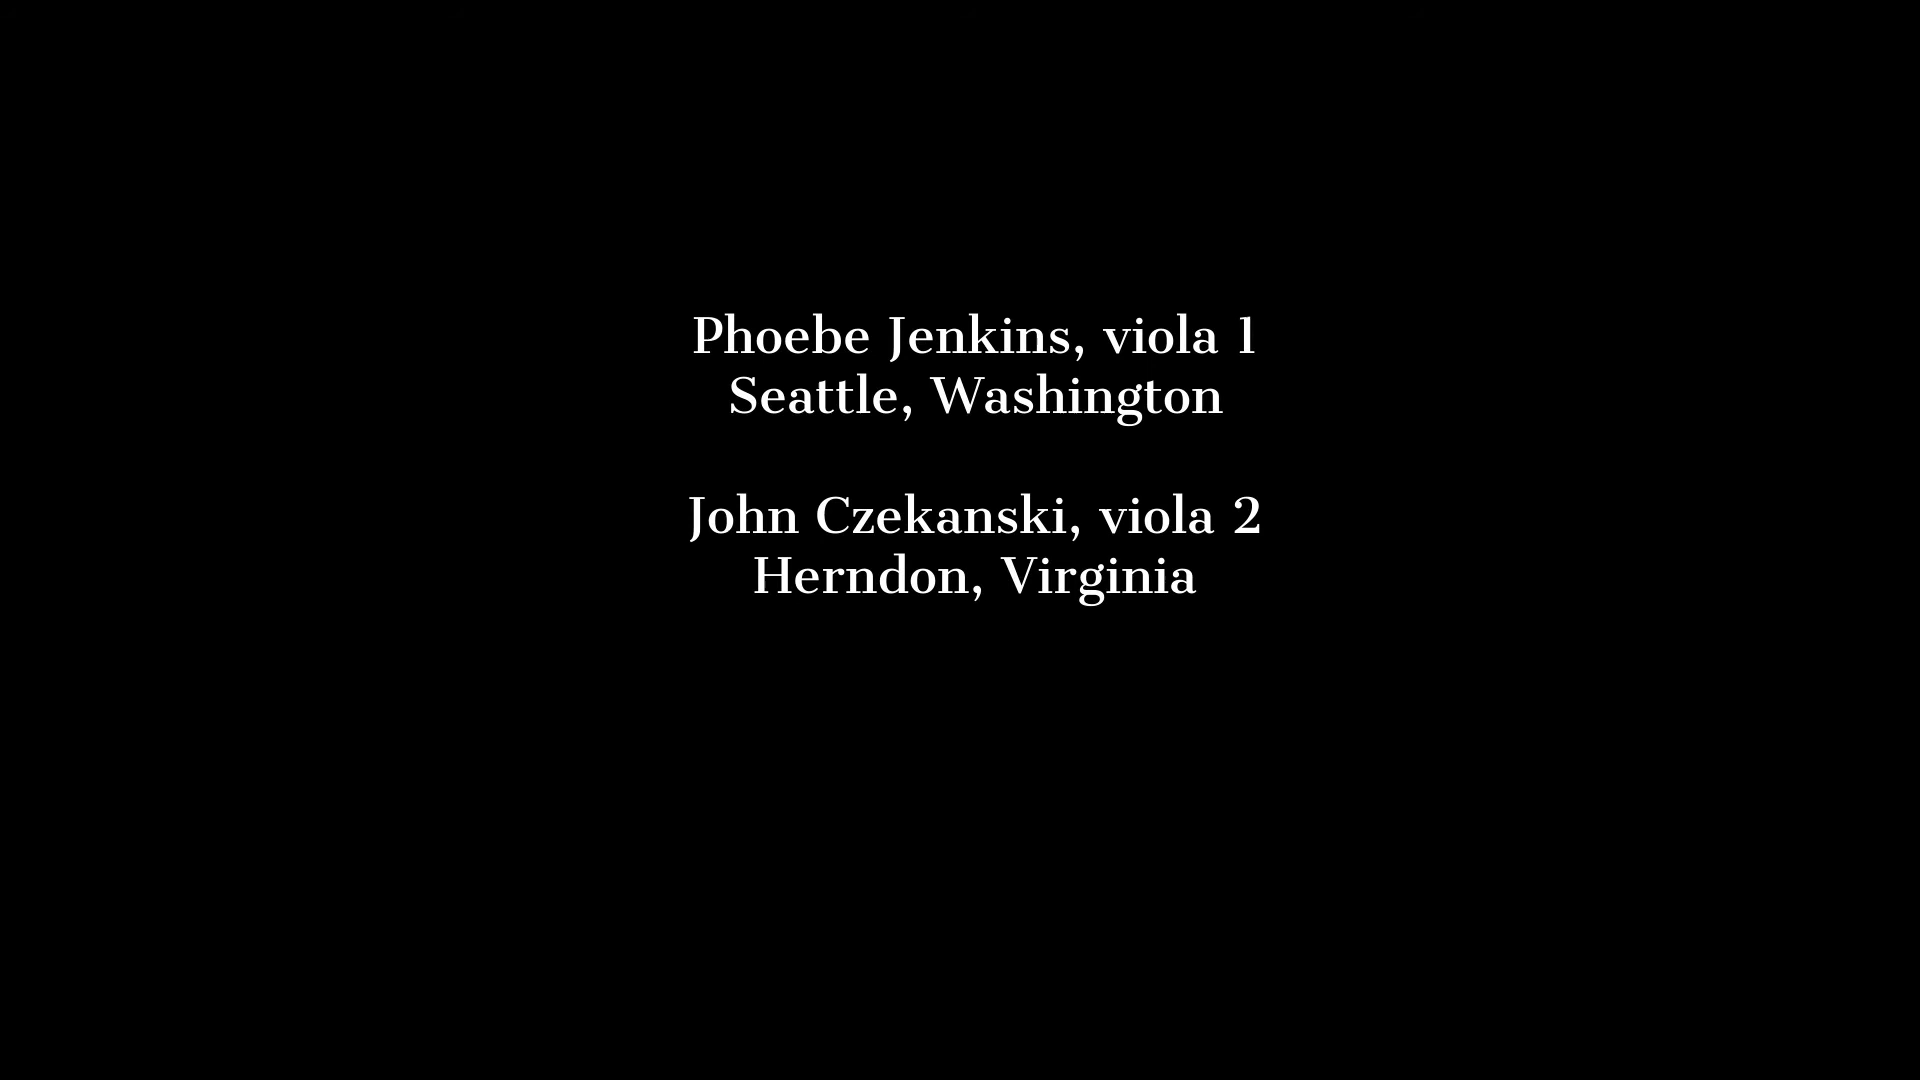 Phoebe Jenkins, viola 1
Seattle, Washington
John Czekanski, viola 2
Herndon, Virginia